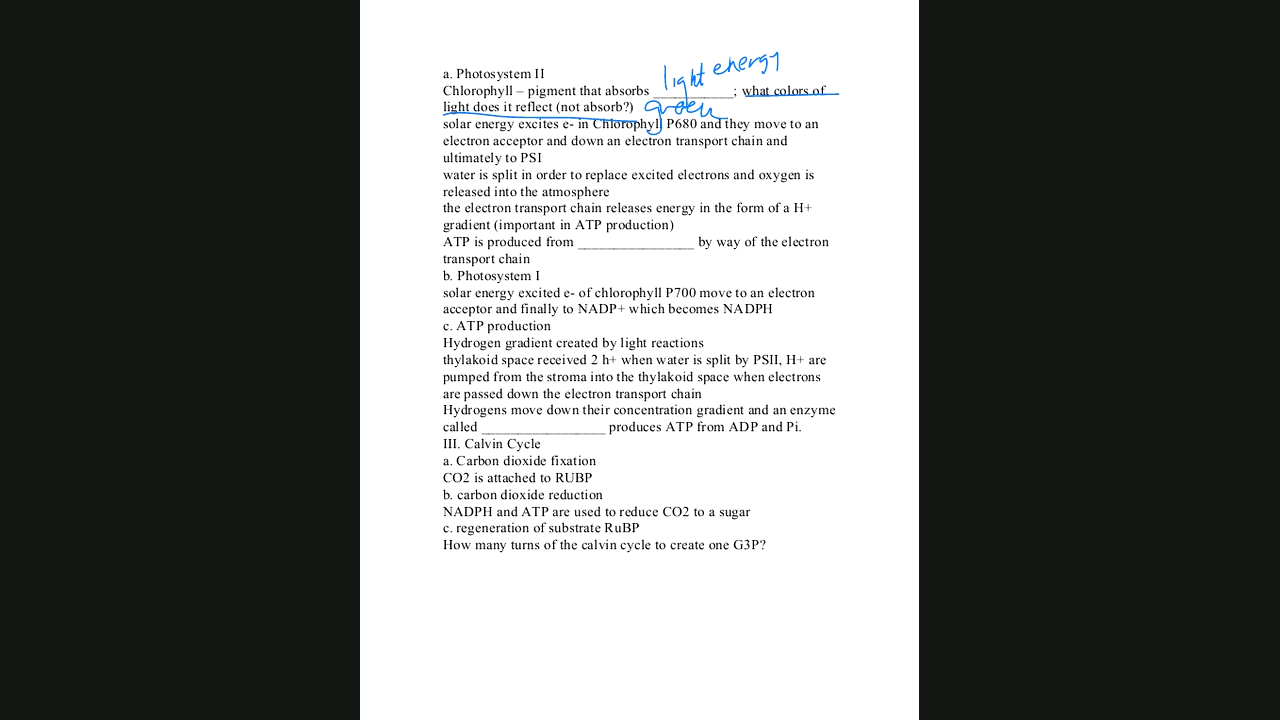 light energy
a. Photosystem II
Chlorophyll – pigment that absorbs ____________; what colors of
light does it reflect (not absorb?) green
solar energy excites e- in Chlorophyll P680 and they move to an
electron acceptor and down an electron transport chain and
ultimately to PSI
water is split in order to replace excited electrons and oxygen is
released into the atmosphere
the electron transport chain releases energy in the form of a H+
gradient (important in ATP production)
ATP is produced from _________________ by way of the electron
transport chain
b. Photosystem I
solar energy excited e- of chlorophyll P700 move to an electron
acceptor and finally to NADP+ which becomes NADPH
c. ATP production
Hydrogen gradient created by light reactions
thylakoid space received 2 h+ when water is split by PSII, H+ are
pumped from the stroma into the thylakoid space when electrons
are passed down the electron transport chain
Hydrogens move down their concentration gradient and an enzyme
called __________________ produces ATP from ADP and Pi.
III. Calvin Cycle
a. Carbon dioxide fixation
CO2 is attached to RUBP
b. carbon dioxide reduction
NADPH and ATP are used to reduce CO2 to a sugar
c. regeneration of substrate RuBP
How many turns of the calvin cycle to create one G3P?